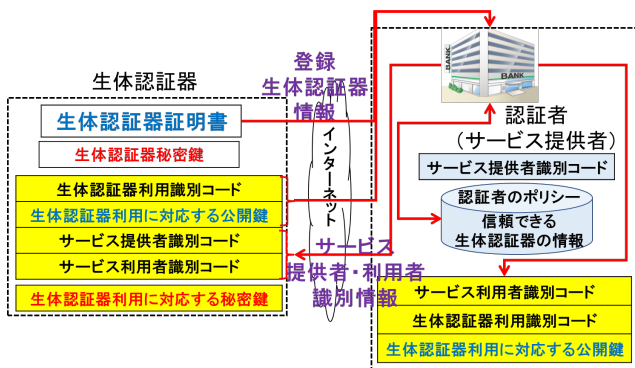 生体認証器
生体認証器証明書
生体認証器秘密鍵
生体認証器利用識別コード
生体認証器利用に対応する公開鍵
サービス提供者識別コード
サービス利用者識別コード
生体認証器利用に対応する秘密鍵
登録
生体認証器
情報
インターネット
サービス
提供者・利用者
識別情報
BANK
BANK
認証者
（サービス提供者）
サービス提供者識別コード
認証者のポリシー
信頼できる
生体認証器の情報
サービス利用者識別コード
生体認証器利用識別コード
生体認証器利用に対応する公開鍵